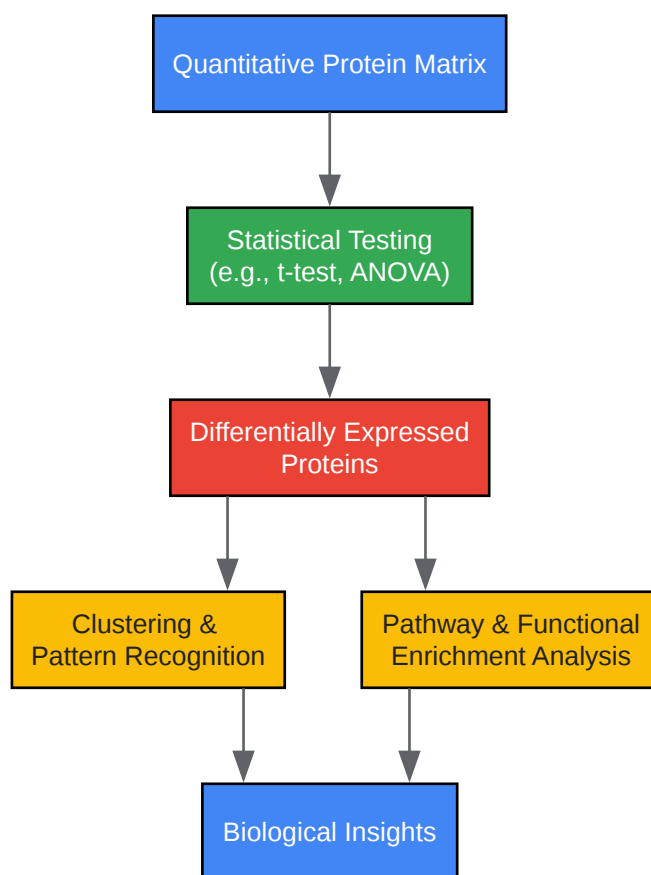 Quantitative Protein Matrix
Statistical Testing
(e.g., t-test, ANOVA)
Differentially Expressed
Proteins
Clustering &
Pattern Recognition
Pathway & Functional
Enrichment Analysis
Biological Insights